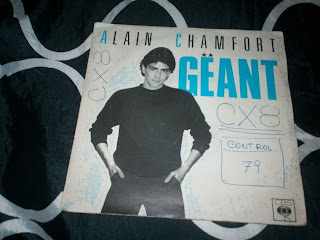 ALAIN CHAMFORT
GËANT
CX8
CX8
CONTROL
79
CBS